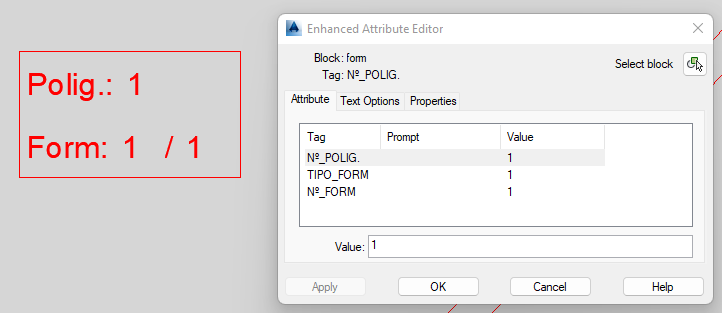 Polig.: 1
Form: 1 / 1
Enhanced Attribute Editor
Block: form
Tag: Nº_POLIG.
Select block
Attribute Text Options Properties
Tag Prompt Value
Nº_POLIG. 1
TIPO_FORM 1
Nº_FORM 1
Value: 1
Apply OK Cancel Help